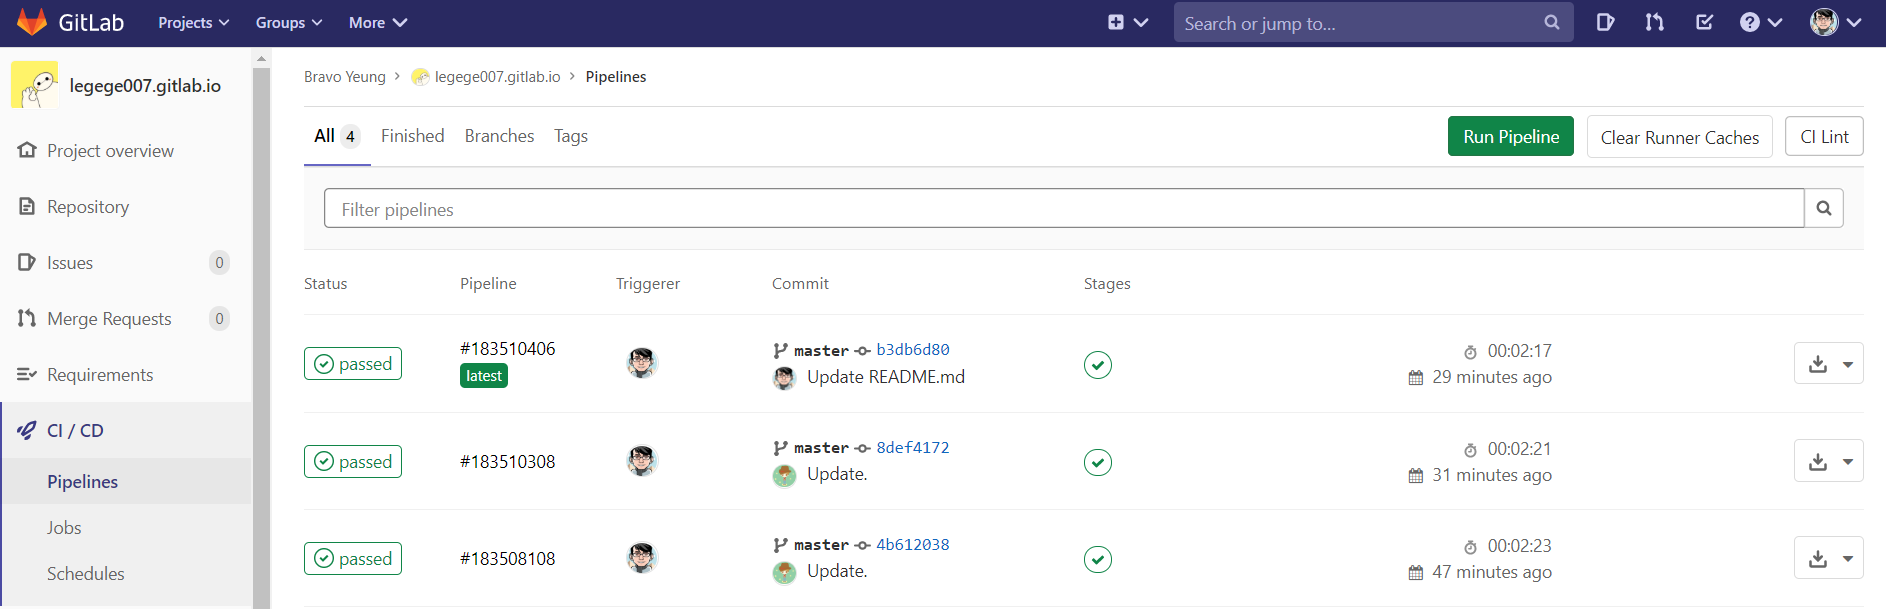 GitLab Projects Groups More Search or jump to...
legege007.gitlab.io
Project overview
Repository
Issues 0
Merge Requests 0
Requirements
CI / CD
Pipelines
Jobs
Schedules
Bravo Yeung > legege007.gitlab.io > Pipelines
All 4 Finished Branches Tags Run Pipeline Clear Runner Caches CI Lint
Filter pipelines
Status Pipeline Triggerer Commit Stages
passed #183510406 master b3db6d80 00:02:17
latest Update README.md 29 minutes ago
passed #183510308 master 8def4172 00:02:21
Update. 31 minutes ago
passed #183508108 master 4b612038 00:02:23
Update. 47 minutes ago